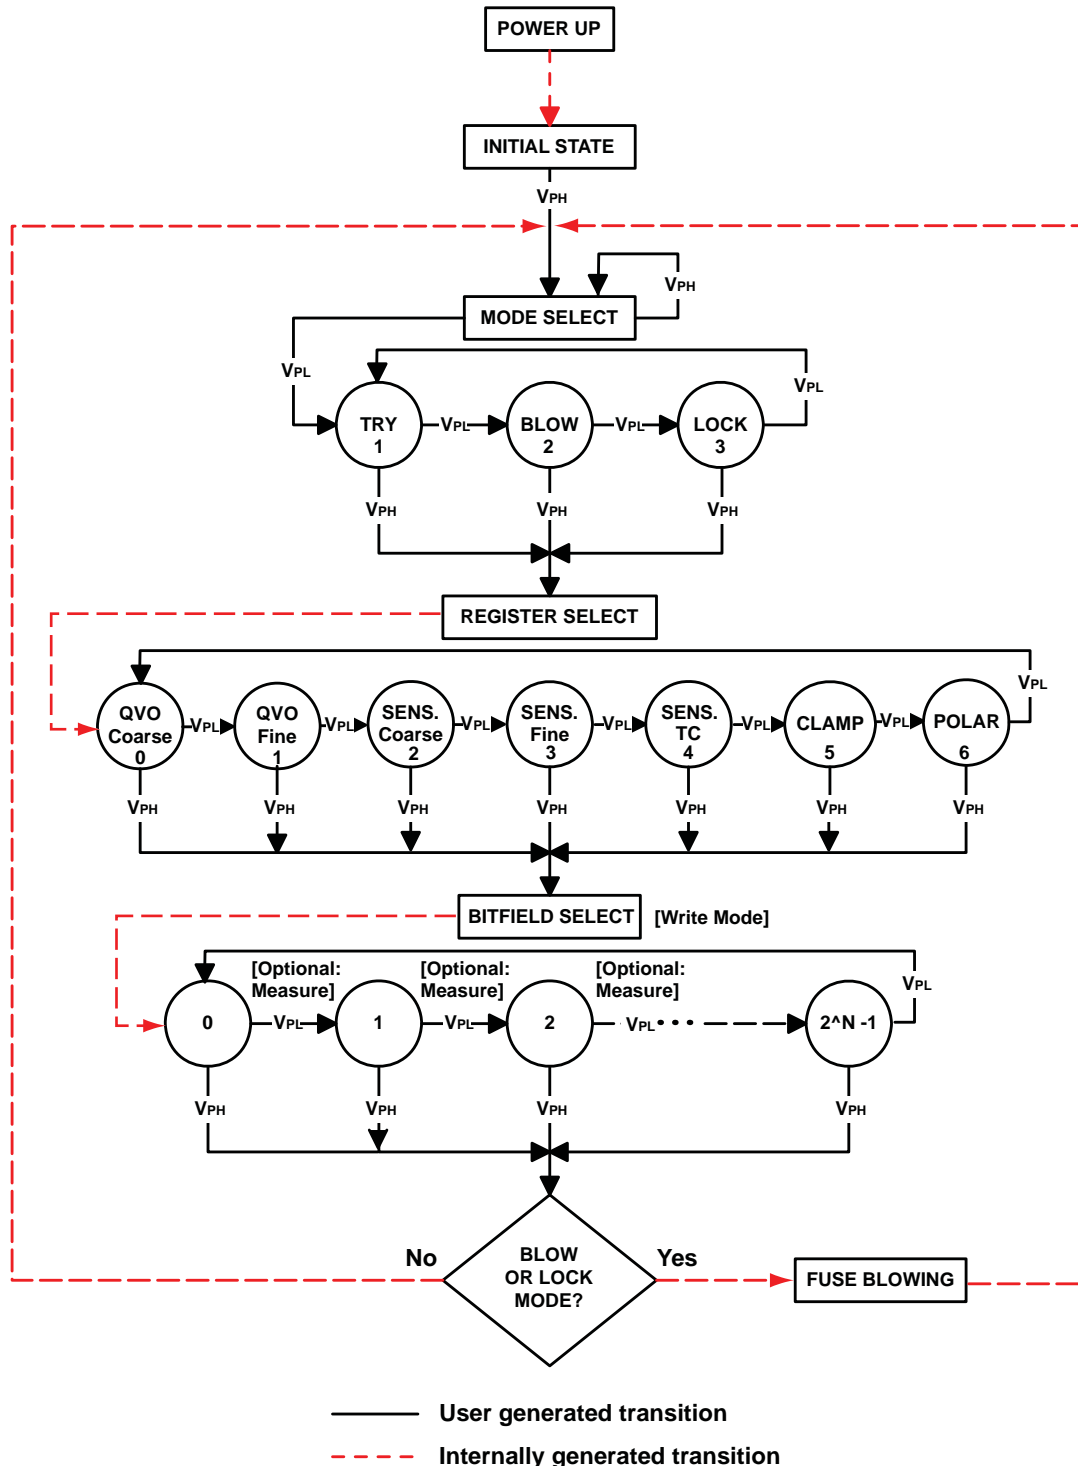 POWER UP
INITIAL STATE
VPH
VPH
MODE SELECT
VPL
VPL
TRY
1
VPL
BLOW
2
VPL
LOCK
3
VPH
VPH
VPH
REGISTER SELECT
VPL
QVO
Coarse
0
VPL
QVO
Fine
1
VPL
SENS.
Coarse
2
VPL
SENS.
Fine
3
VPL
SENS.
TC
4
VPL
CLAMP
5
VPL
POLAR
6
VPH
VPH
VPH
VPH
VPH
VPH
VPH
BITFIELD SELECT
[Write Mode]
[Optional:
Measure]
[Optional:
Measure]
[Optional:
Measure]
VPL
0
VPL
1
VPL
2
VPL • • •
2^N -1
VPH
VPH
VPH
VPH
No
BLOW
OR LOCK
MODE?
Yes
FUSE BLOWING
User generated transition
Internally generated transition